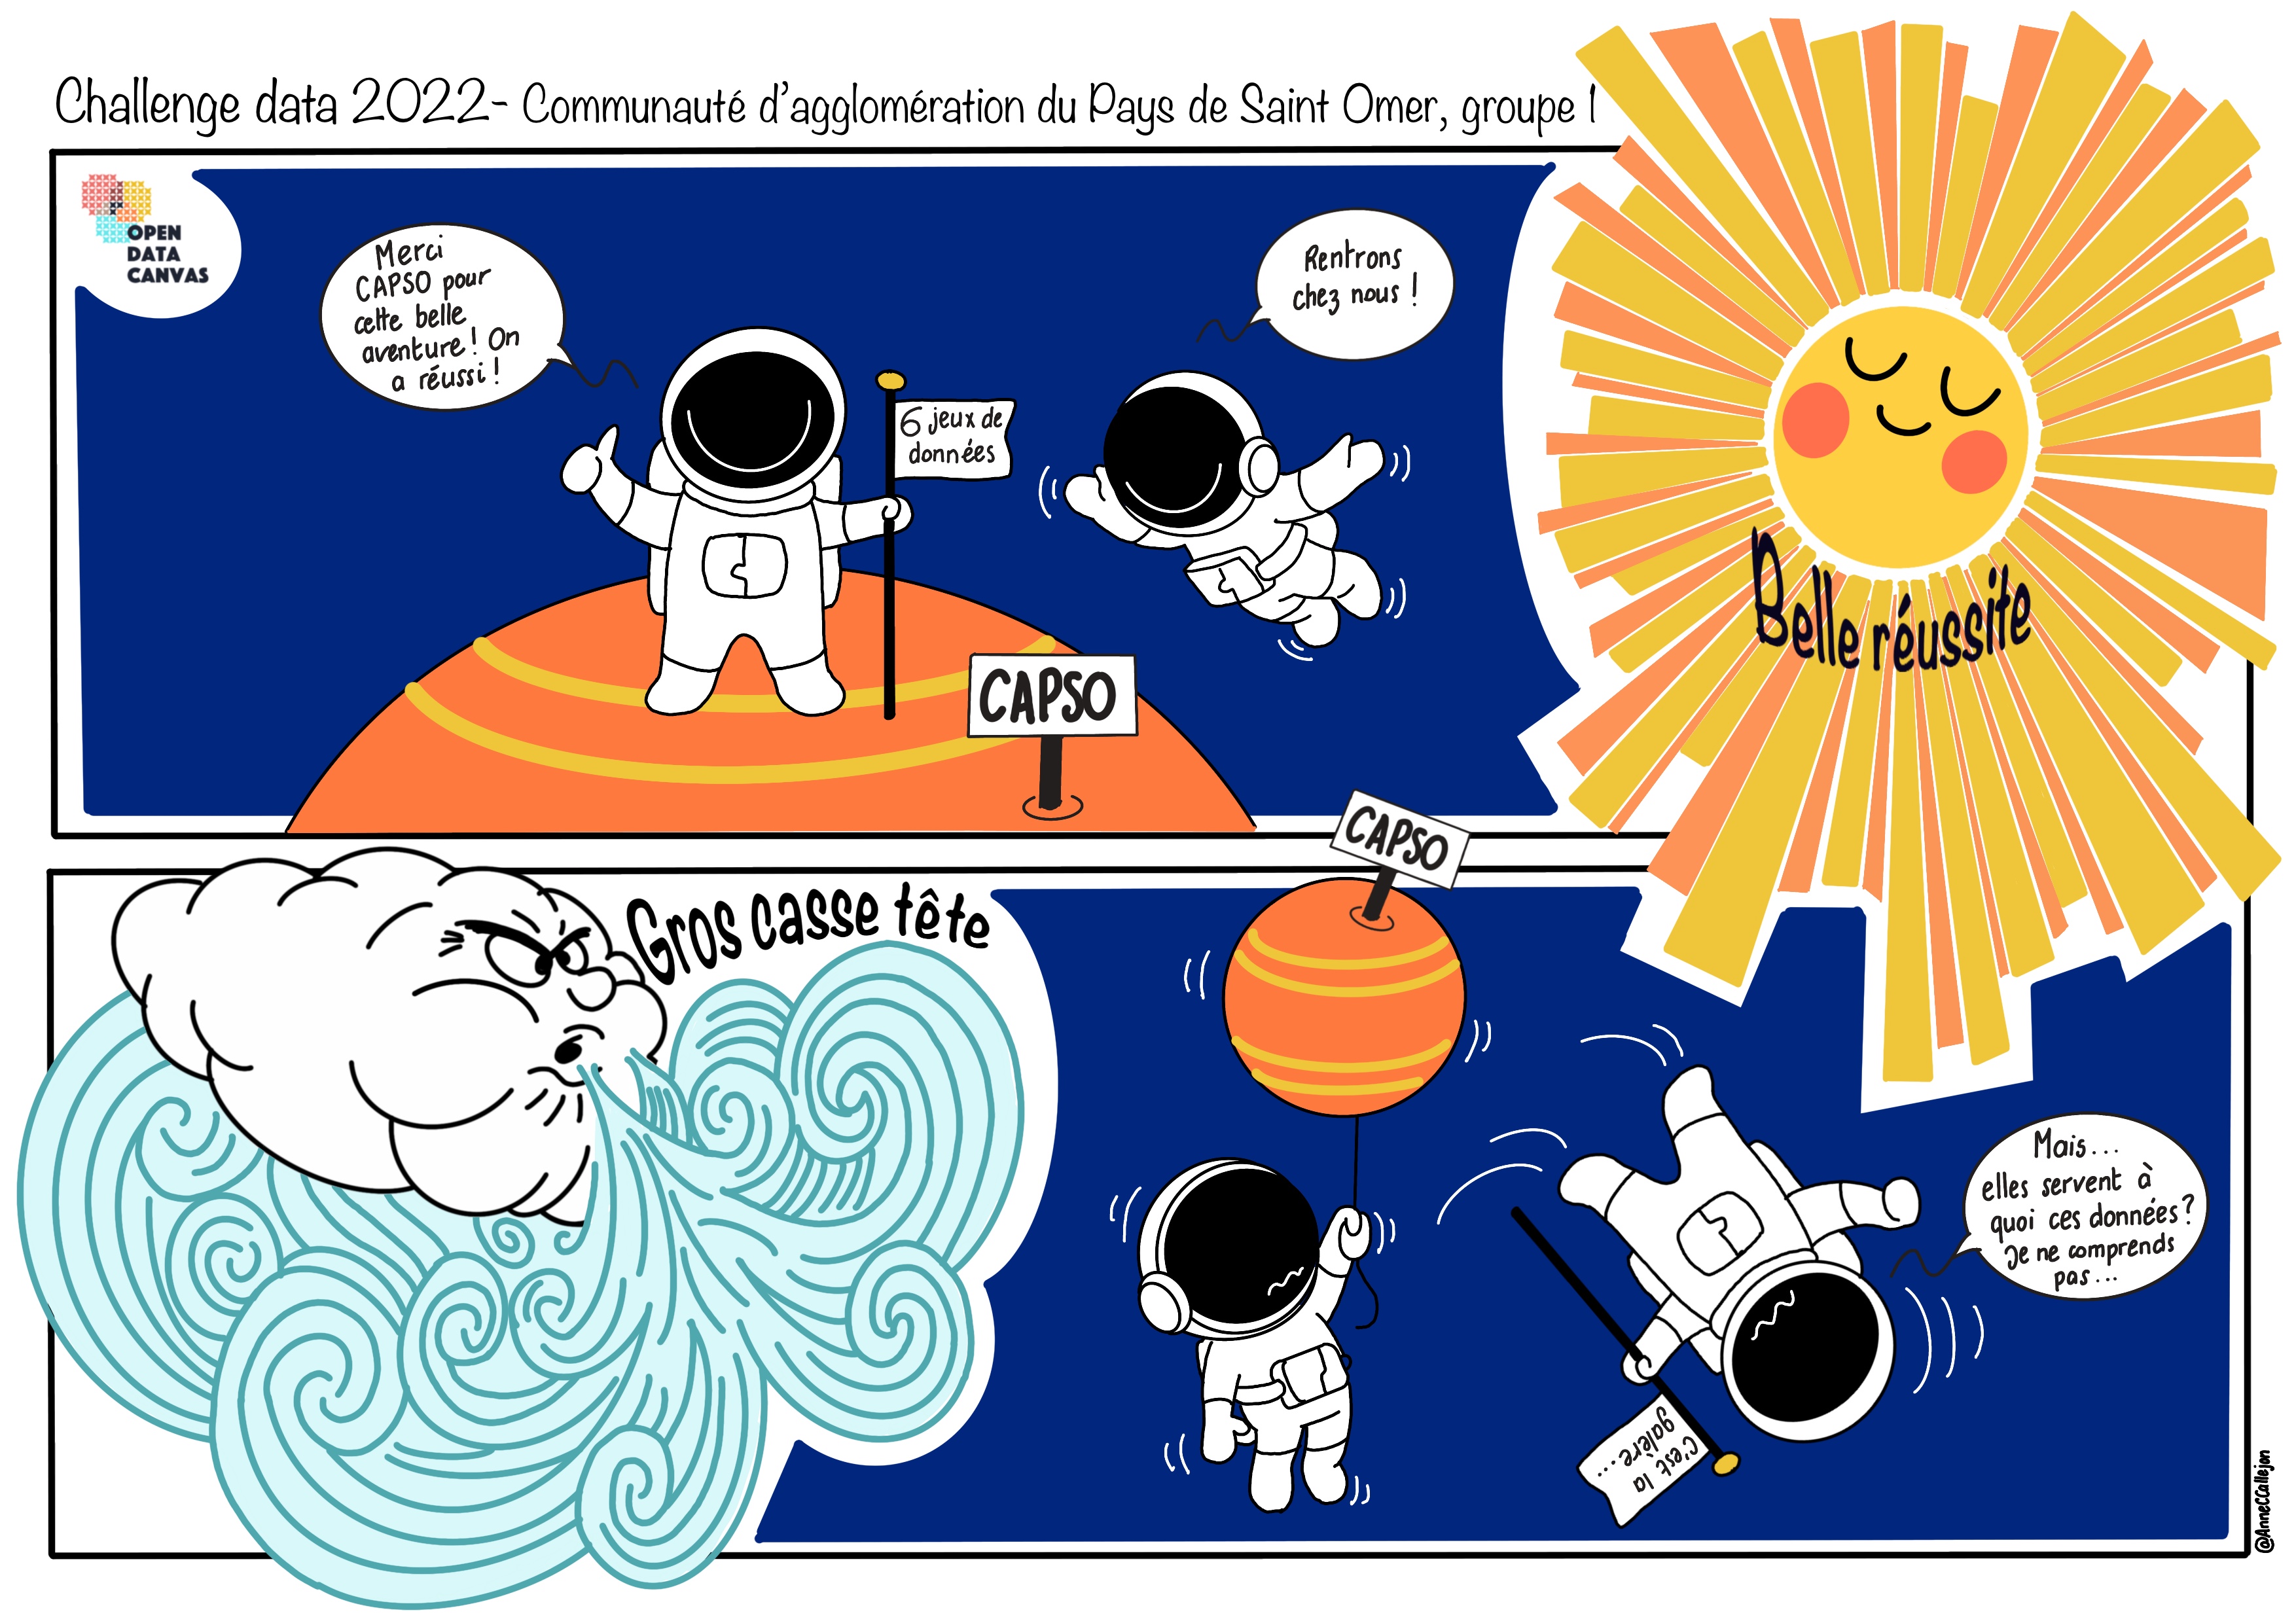 Challenge data 2022- Communauté d'agglomération du Pays de Saint Omer, groupe 1
OPEN
DATA
CANVAS
Merci
CAPSO pour
cette belle
aventure! On
a réussi!
Rentrons
chez nous !
6 jeux de
données
CAPSO
Belle réussite
Gros casse tête
CAPSO
Mais...
elles servent à
quoi ces données?
Je ne comprends
pas...
c'est la
galère...
@AnneCCallejon